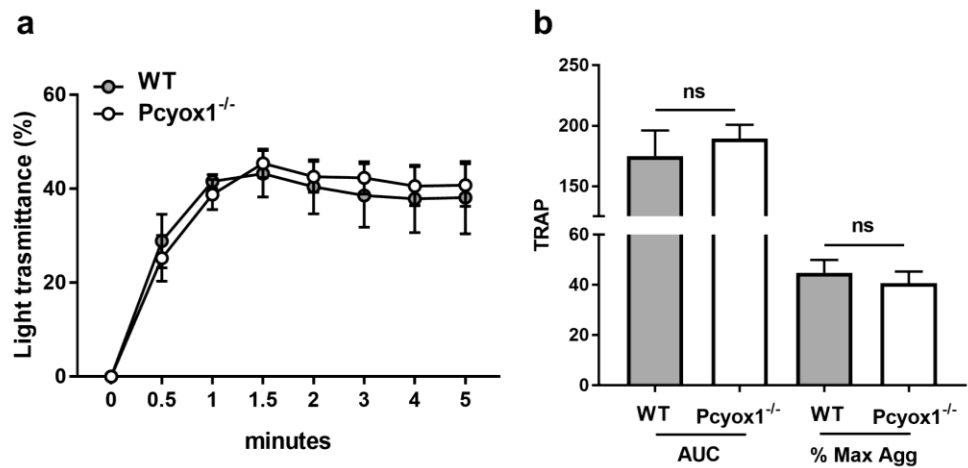 a
WT
Pcyox1-/-
60
40
20
0
Light trasmittance (%)
0 0.5 1 1.5 2 3 4 5
minutes
b
250
200
150
100
60
40
20
0
TRAP
ns
ns
WT Pcyox1-/- WT Pcyox1-/-
AUC % Max Agg